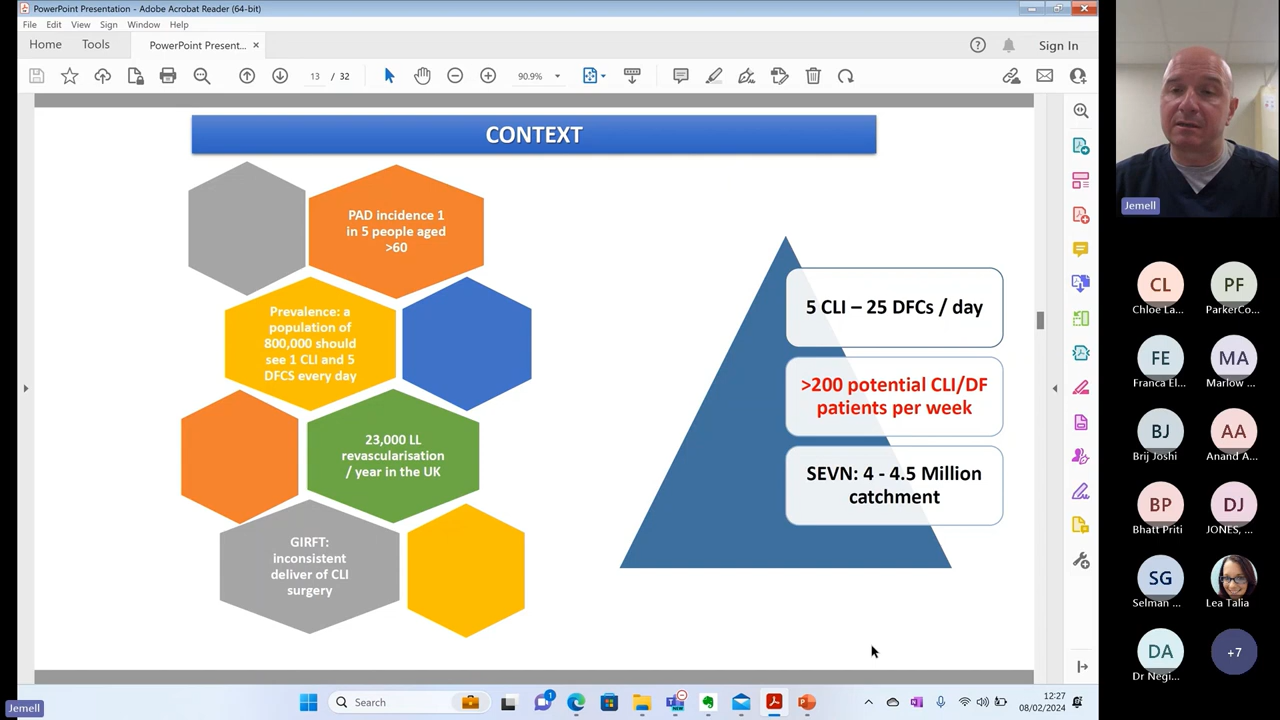 PowerPoint Presentation - Adobe Acrobat Reader (64-bit)
File Edit View Sign Window Help
Home Tools PowerPoint Present... × Sign In
13 / 32 90.9%
CONTEXT
PAD incidence 1
in 5 people aged
>60
Prevalence: a
population of
800,000 should
see 1 CLI and 5
DFCS every day
23,000 LL
revascularisation
/ year in the UK
GIRFT:
inconsistent
deliver of CLI
surgery
5 CLI – 25 DFCs / day
>200 potential CLI/DF
patients per week
SEVN: 4 - 4.5 Million
catchment
Jemell
CL PF
Chloe La... ParkerCo...
FE MA
Franca El... Marlow ...
BJ AA
Brij Joshi Anand A...
BP DJ
Bhatt Priti JONES, ...
SG
Selman ... Lea Talia
DA +7
Dr Negi...
Jemell
Search
1
12:27
08/02/2024